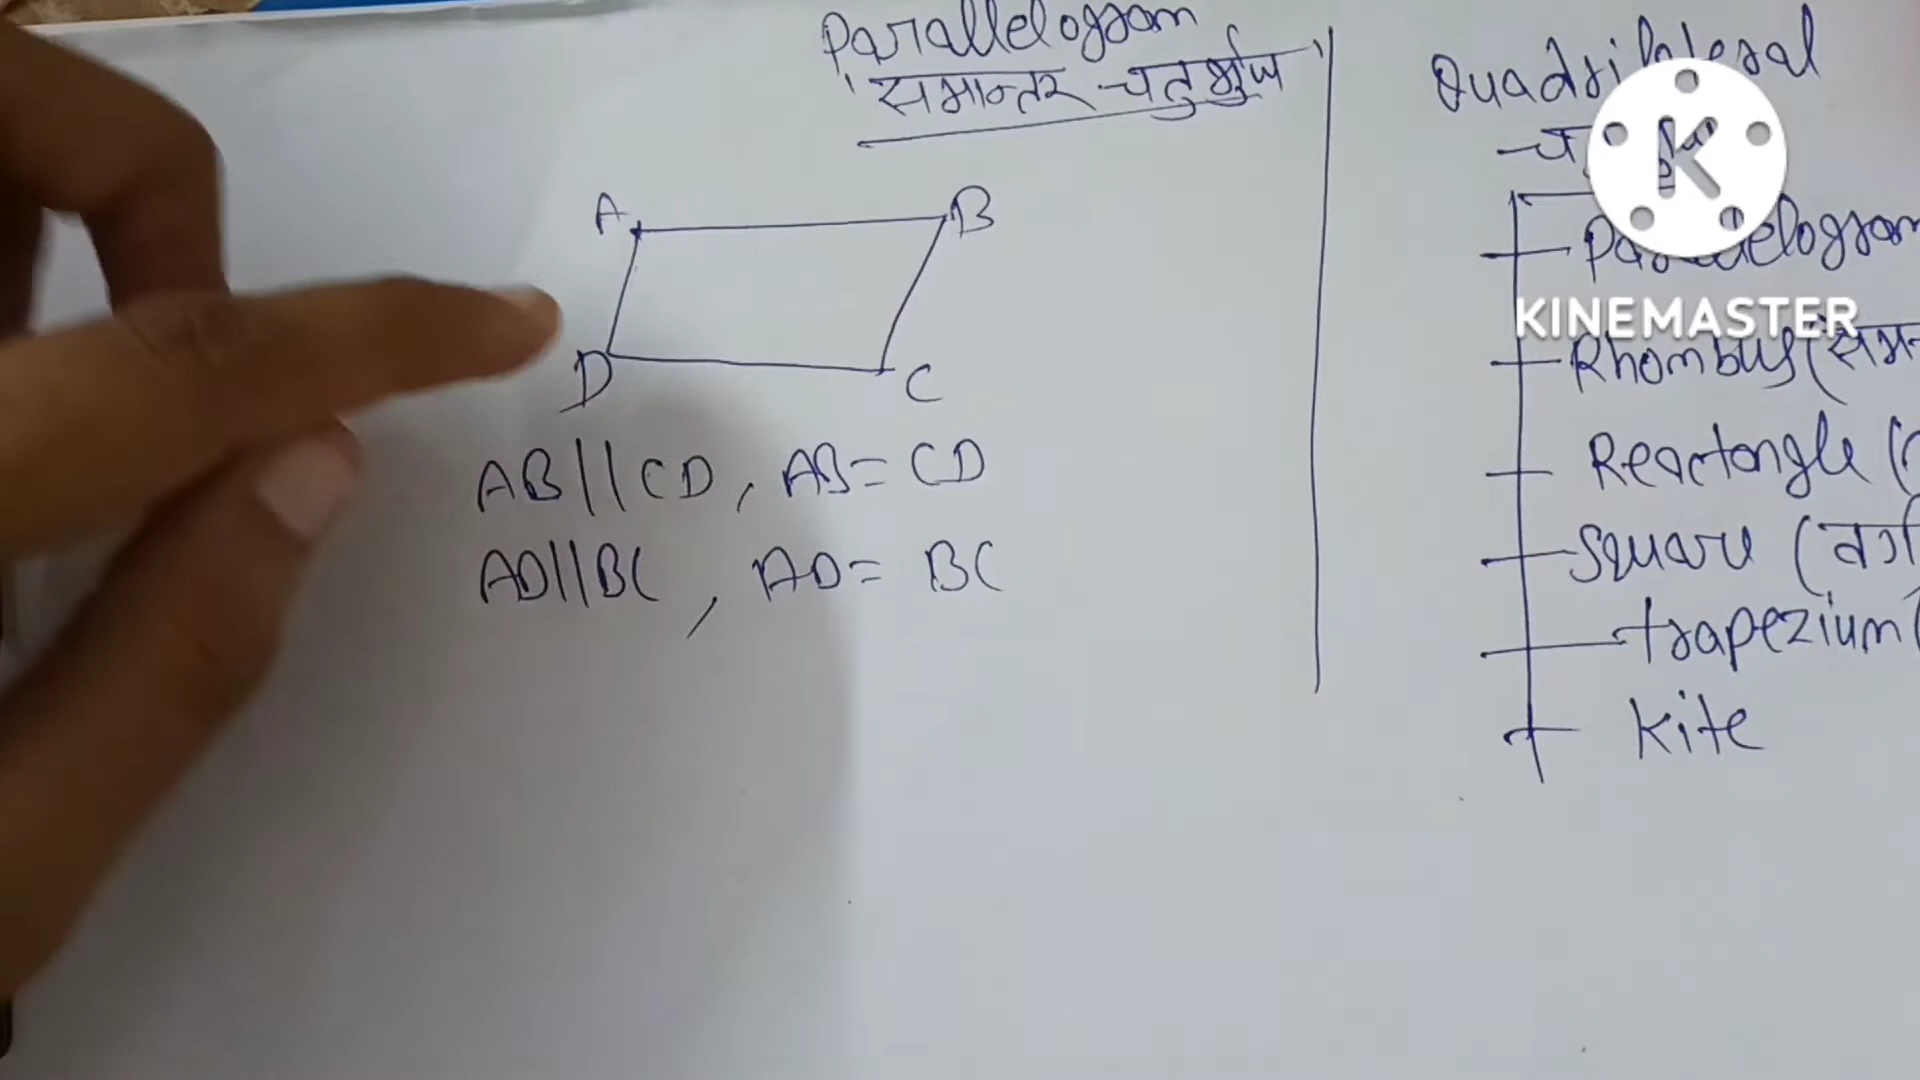 Parallelogram
समान्तर चतुर्भुज
A B
D C
AB||CD, AB=CD
AD||BC, AD=BC
Quadrilateral
Parallelogram
KINEMASTER
Rhombus(
Reactangle (
Square (
trapezium(
Kite